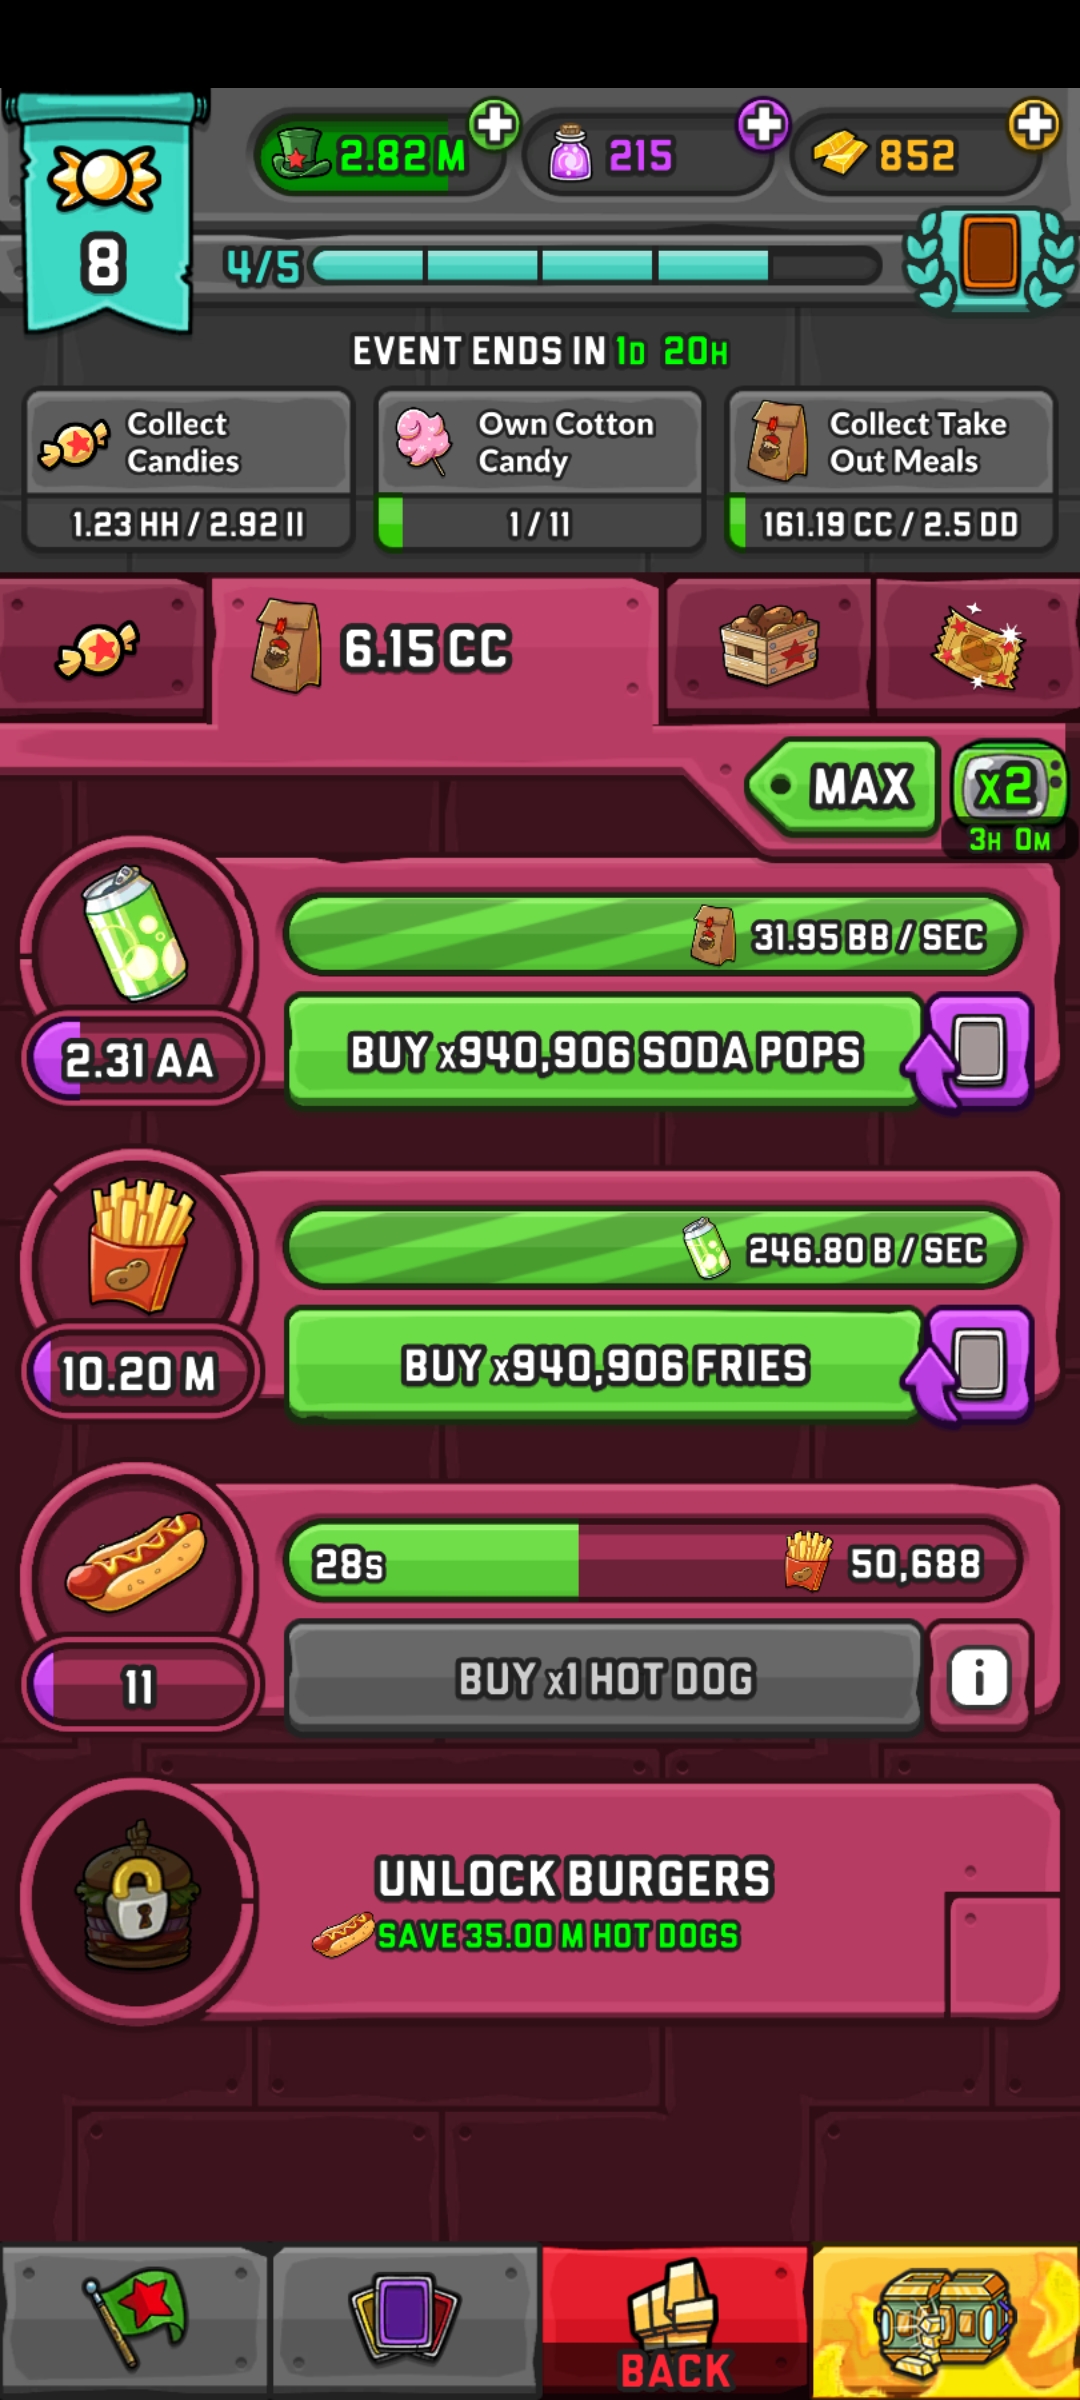 2.82 M
215
852
8
4/5
EVENT ENDS IN 1D 20H
Collect
Candies
1.23 HH / 2.92 II
Own Cotton
Candy
1 / 11
Collect Take
Out Meals
161.19 CC / 2.5 DD
6.15 CC
MAX
x2
3H 0M
31.95 BB / SEC
2.31 AA
BUY x940,906 SODA POPS
246.80 B / SEC
10.20 M
BUY x940,906 FRIES
28s
50,688
11
BUY x1 HOT DOG
i
UNLOCK BURGERS
SAVE 35.00 M HOT DOGS
BACK